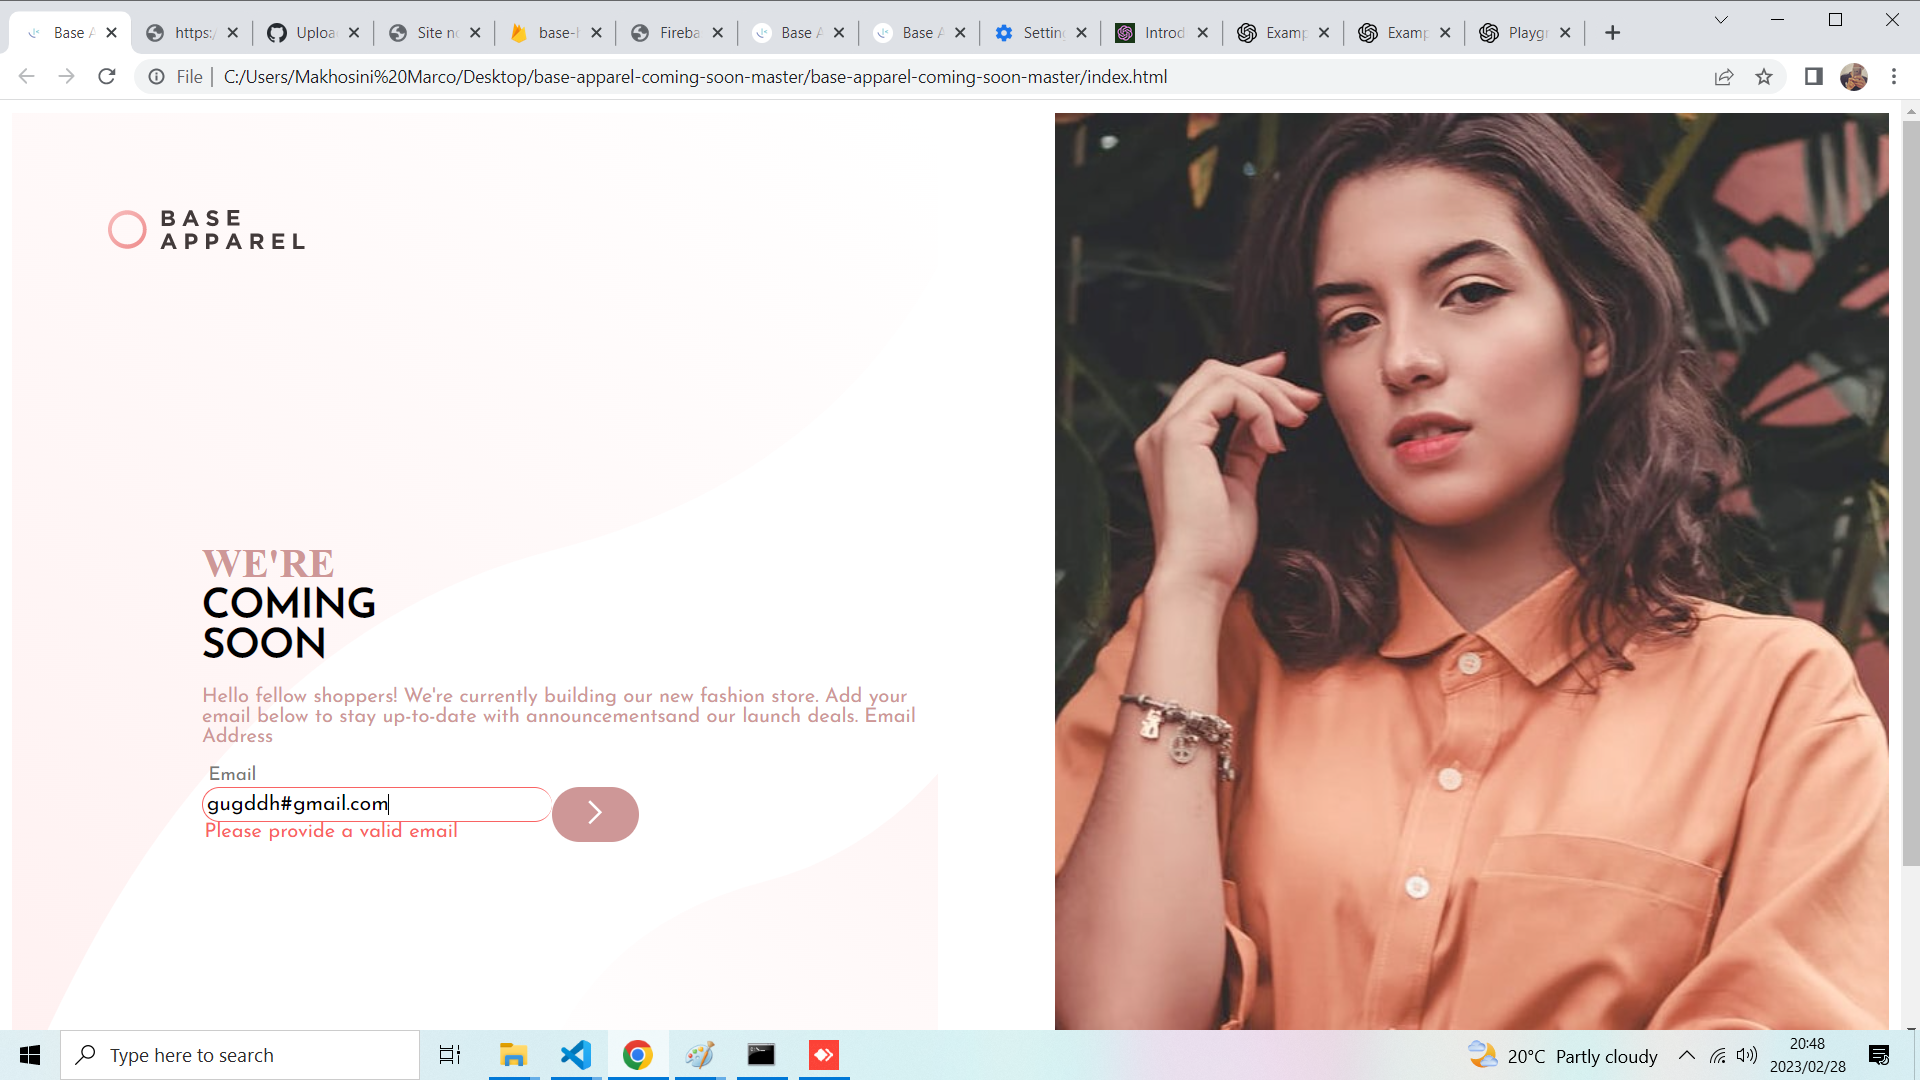 Base A
https:/
Uploa
Site no
base-
Fireba
Base A
Base A
Setting
Introd
Examp
Examp
Playgr
File
C:/Users/Makhosini%20Marco/Desktop/base-apparel-coming-soon-master/base-apparel-coming-soon-master/index.html
BASE
APPAREL
WE'RE
COMING
SOON
Hello fellow shoppers! We're currently building our new fashion store. Add your
email below to stay up-to-date with announcementsand our launch deals. Email
Address
Email
gugddh#gmail.com
Please provide a valid email
Type here to search
20°C Partly cloudy
20:48
2023/02/28